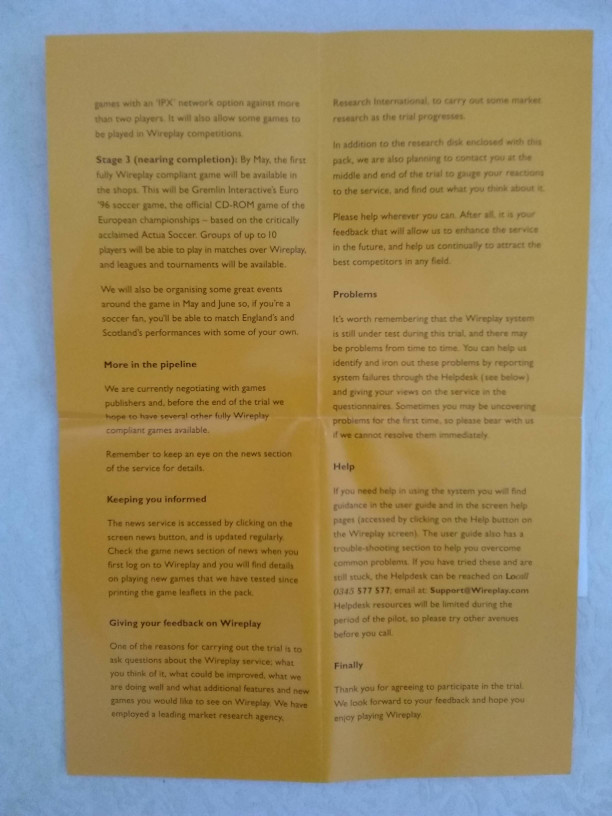 games with an 'IPX' network option against more
than two players. It will also allow some games to
be played in Wireplay competitions.
Stage 3 (nearing completion): By May, the first
fully Wireplay compliant game will be available in
the shops. This will be Gremlin Interactive's Euro
'96 soccer game, the official CD-ROM game of the
European championships – based on the critically
acclaimed Actua Soccer. Groups of up to 10
players will be able to play in matches over Wireplay,
and leagues and tournaments will be available.
We will also be organising some great events
around the game in May and June so, if you're a
soccer fan, you'll be able to match England's and
Scotland's performances with some of your own.
More in the pipeline
We are currently negotiating with games
publishers and, before the end of the trial we
hope to have several other fully Wireplay
compliant games available.
Remember to keep an eye on the news section
of the service for details.
Keeping you informed
The news service is accessed by clicking on the
screen news button, and is updated regularly.
Check the game news section of news when you
first log on to Wireplay and you will find details
on playing new games that we have tested since
printing the game leaflets in the pack.
Giving your feedback on Wireplay
One of the reasons for carrying out the trial is to
ask questions about the Wireplay service; what
you think of it, what could be improved, what we
are doing well and what additional features and new
games you would like to see on Wireplay. We have
employed a leading market research agency,
Research International, to carry out some market
research as the trial progresses.
In addition to the research disk enclosed with this
pack, we are also planning to contact you at the
middle and end of the trial to gauge your reactions
to the service, and find out what you think about it.
Please help wherever you can. After all, it is your
feedback that will allow us to enhance the service
in the future, and help us continually to attract the
best competitors in any field.
Problems
It's worth remembering that the Wireplay system
is still under test during this trial, and there may
be problems from time to time. You can help us
identify and iron out these problems by reporting
system failures through the Helpdesk (see below)
and giving your views on the service in the
questionnaires. Sometimes you may be uncovering
problems for the first time, so please bear with us
if we cannot resolve them immediately.
Help
If you need help in using the system you will find
guidance in the user guide and in the screen help
pages (accessed by clicking on the Help button on
the Wireplay screen). The user guide also has a
trouble-shooting section to help you overcome
common problems. If you have tried these and are
still stuck, the Helpdesk can be reached on Localcall
0345 577 577; email at: Support@Wireplay.com
Helpdesk resources will be limited during the
period of the pilot, so please try other avenues
before you call.
Finally
Thank you for agreeing to participate in the trial.
We look forward to your feedback and hope you
enjoy playing Wireplay.